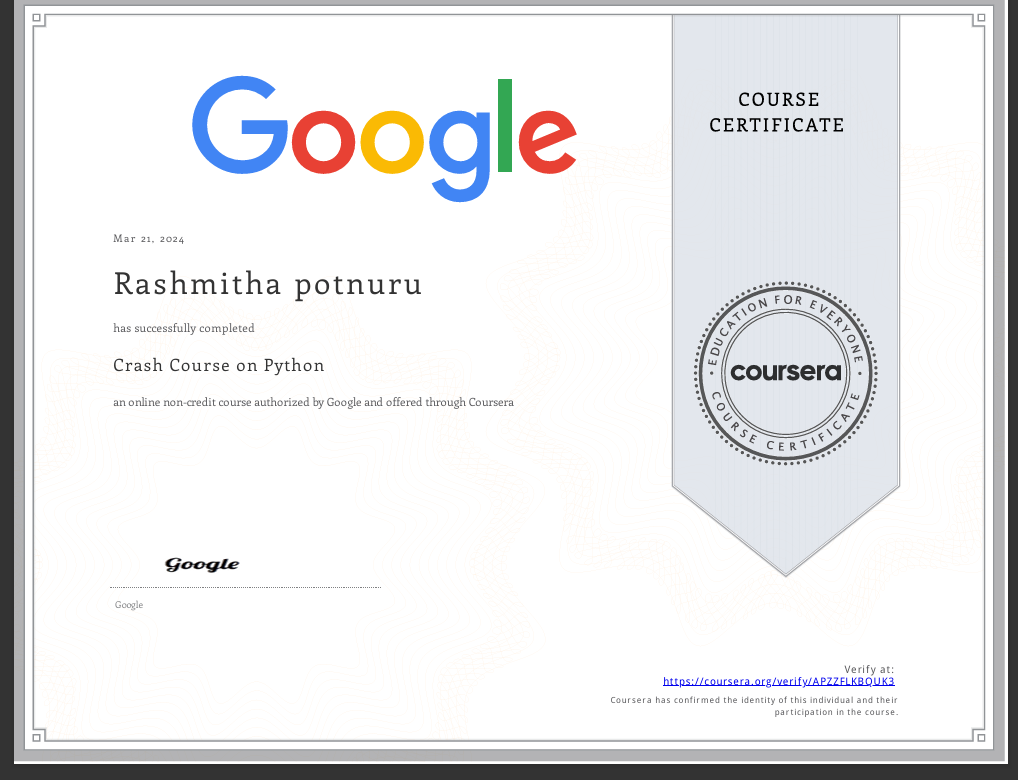 Google
COURSE
CERTIFICATE
Mar 21, 2024
Rashmitha potnuru
has successfully completed
Crash Course on Python
an online non-credit course authorized by Google and offered through Coursera
EDUCATION FOR EVERYONE
coursera
COURSE CERTIFICATE
Google
Google
Verify at:
https://coursera.org/verify/APZZFLKBQUK3
Coursera has confirmed the identity of this individual and their
participation in the course.